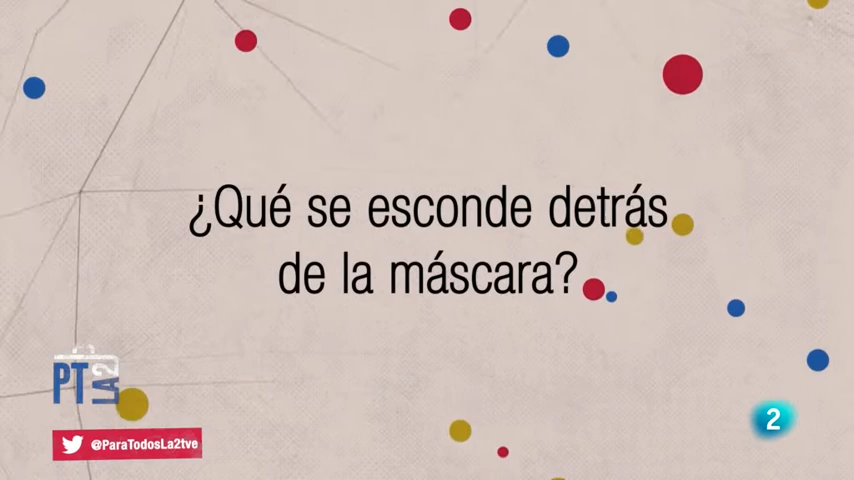 ¿Qué se esconde detrás
de la máscara?
PT
LA2
@ParaTodosLa2tve
2